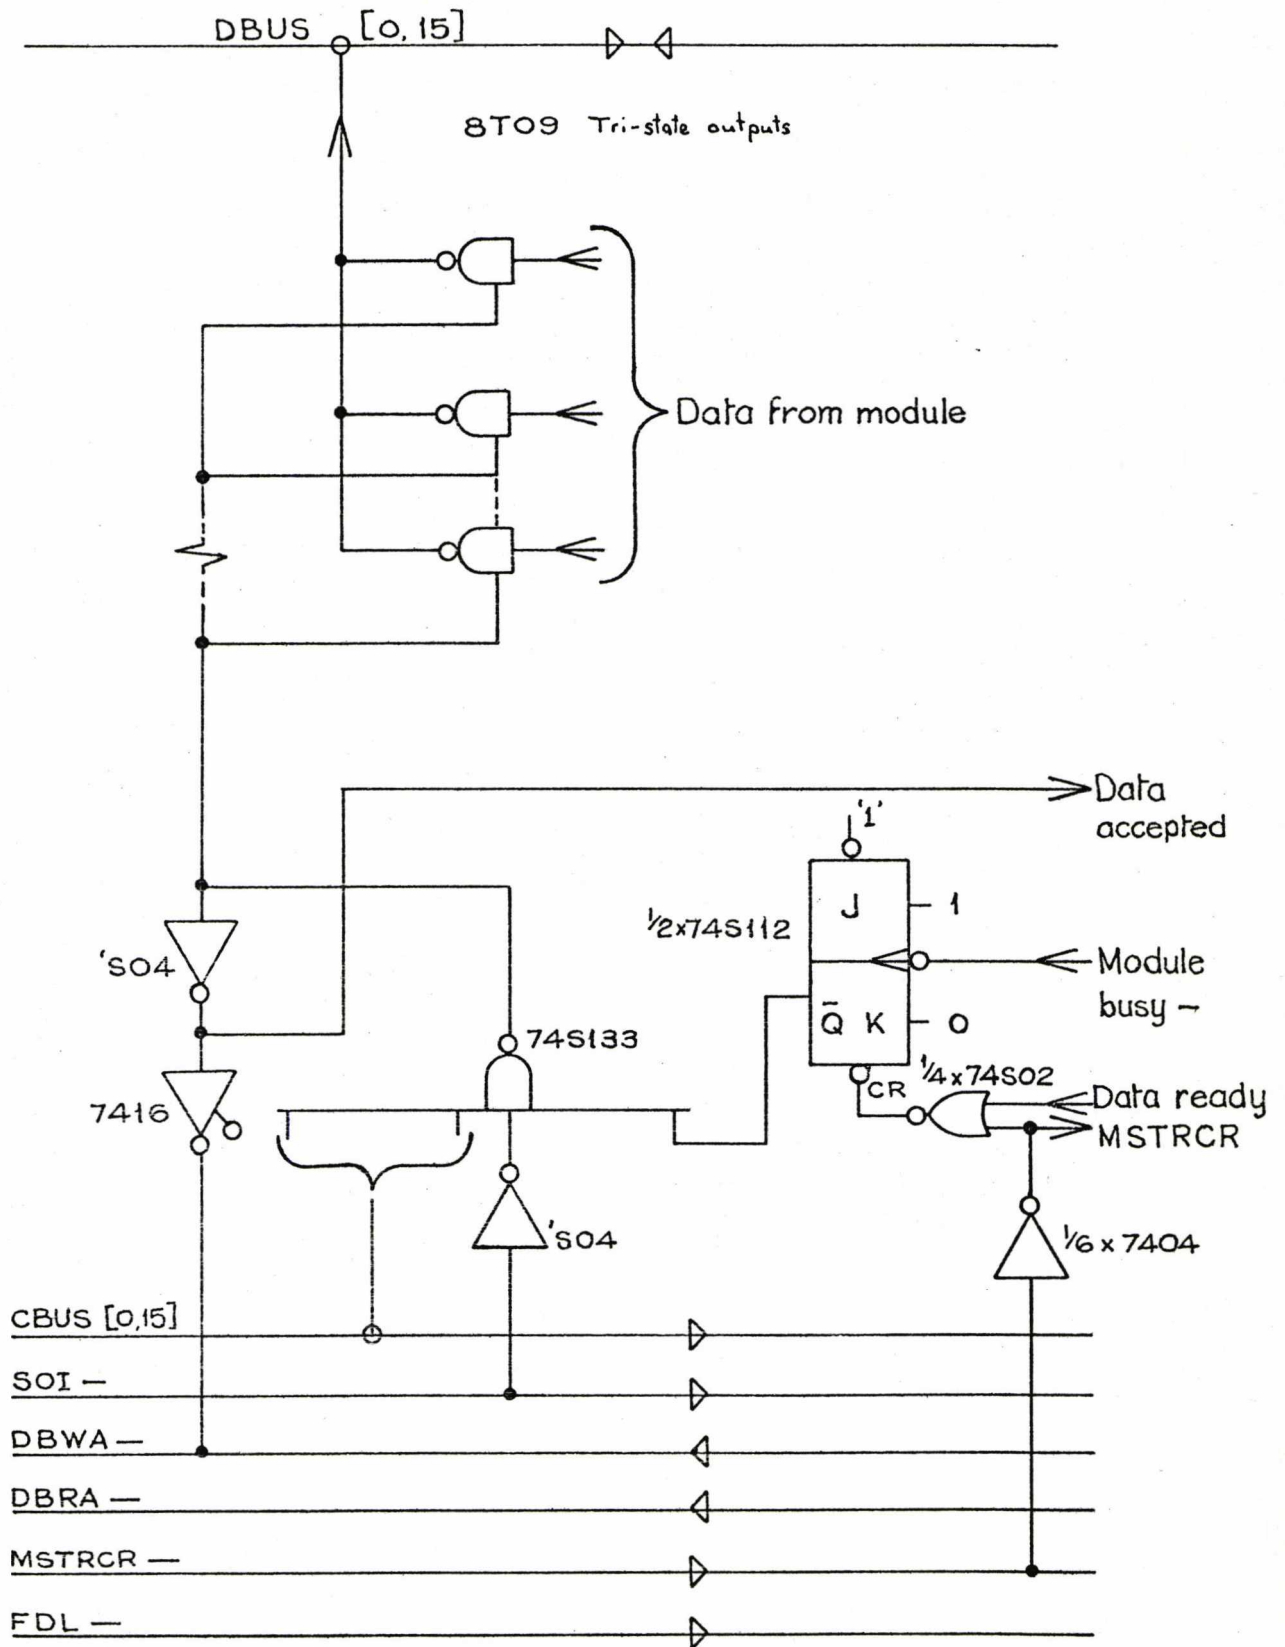 DBUS [0,15]
8T09 Tri-state outputs
Data from module
Data
accepted
'1'
J 1
1/2x74S112
'S04
Module
busy –
Q̄ K 0
74S133
CR
1/4x74S02
7416
Data ready
MSTRCR
'S04
1/6 x 7404
CBUS [0,15]
SOI –
DBWA –
DBRA –
MSTRCR –
FDL –